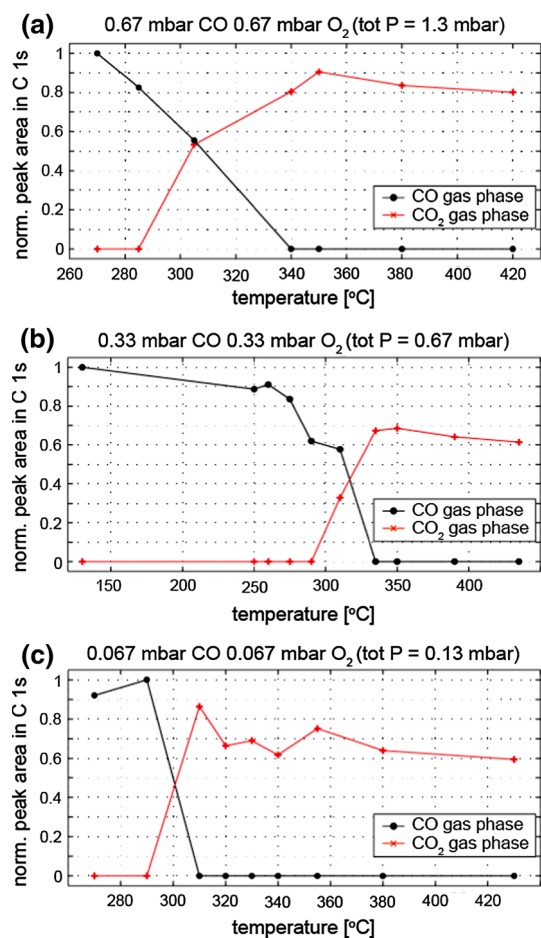 (a) 0.67 mbar CO 0.67 mbar O₂ (tot P = 1.3 mbar)
norm. peak area in C 1s
1
0.8
0.6
0.4
0.2
0
CO gas phase
CO₂ gas phase
260 280 300 320 340 360 380 400 420
temperature [°C]
(b) 0.33 mbar CO 0.33 mbar O₂ (tot P = 0.67 mbar)
norm. peak area in C 1s
1
0.8
0.6
0.4
0.2
0
CO gas phase
CO₂ gas phase
150 200 250 300 350 400
temperature [°C]
(c) 0.067 mbar CO 0.067 mbar O₂ (tot P = 0.13 mbar)
norm. peak area in C 1s
1
0.8
0.6
0.4
0.2
0
CO gas phase
CO₂ gas phase
280 300 320 340 360 380 400 420
temperature [°C]